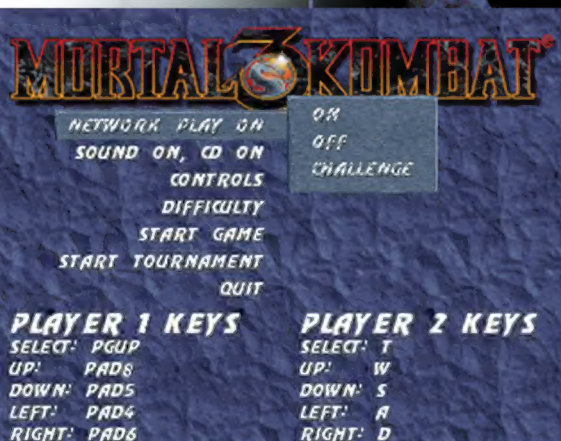 MORTAL 3 KOMBAT®
NETWORK PLAY ON
SOUND ON, CD ON
CONTROLS
DIFFICULTY
START GAME
START TOURNAMENT
QUIT
ON
OFF
CHALLENGE
PLAYER 1 KEYS
SELECT: PGUP
UP: PAD8
DOWN: PAD5
LEFT: PAD4
RIGHT: PAD6
PLAYER 2 KEYS
SELECT: T
UP: W
DOWN: S
LEFT: A
RIGHT: D